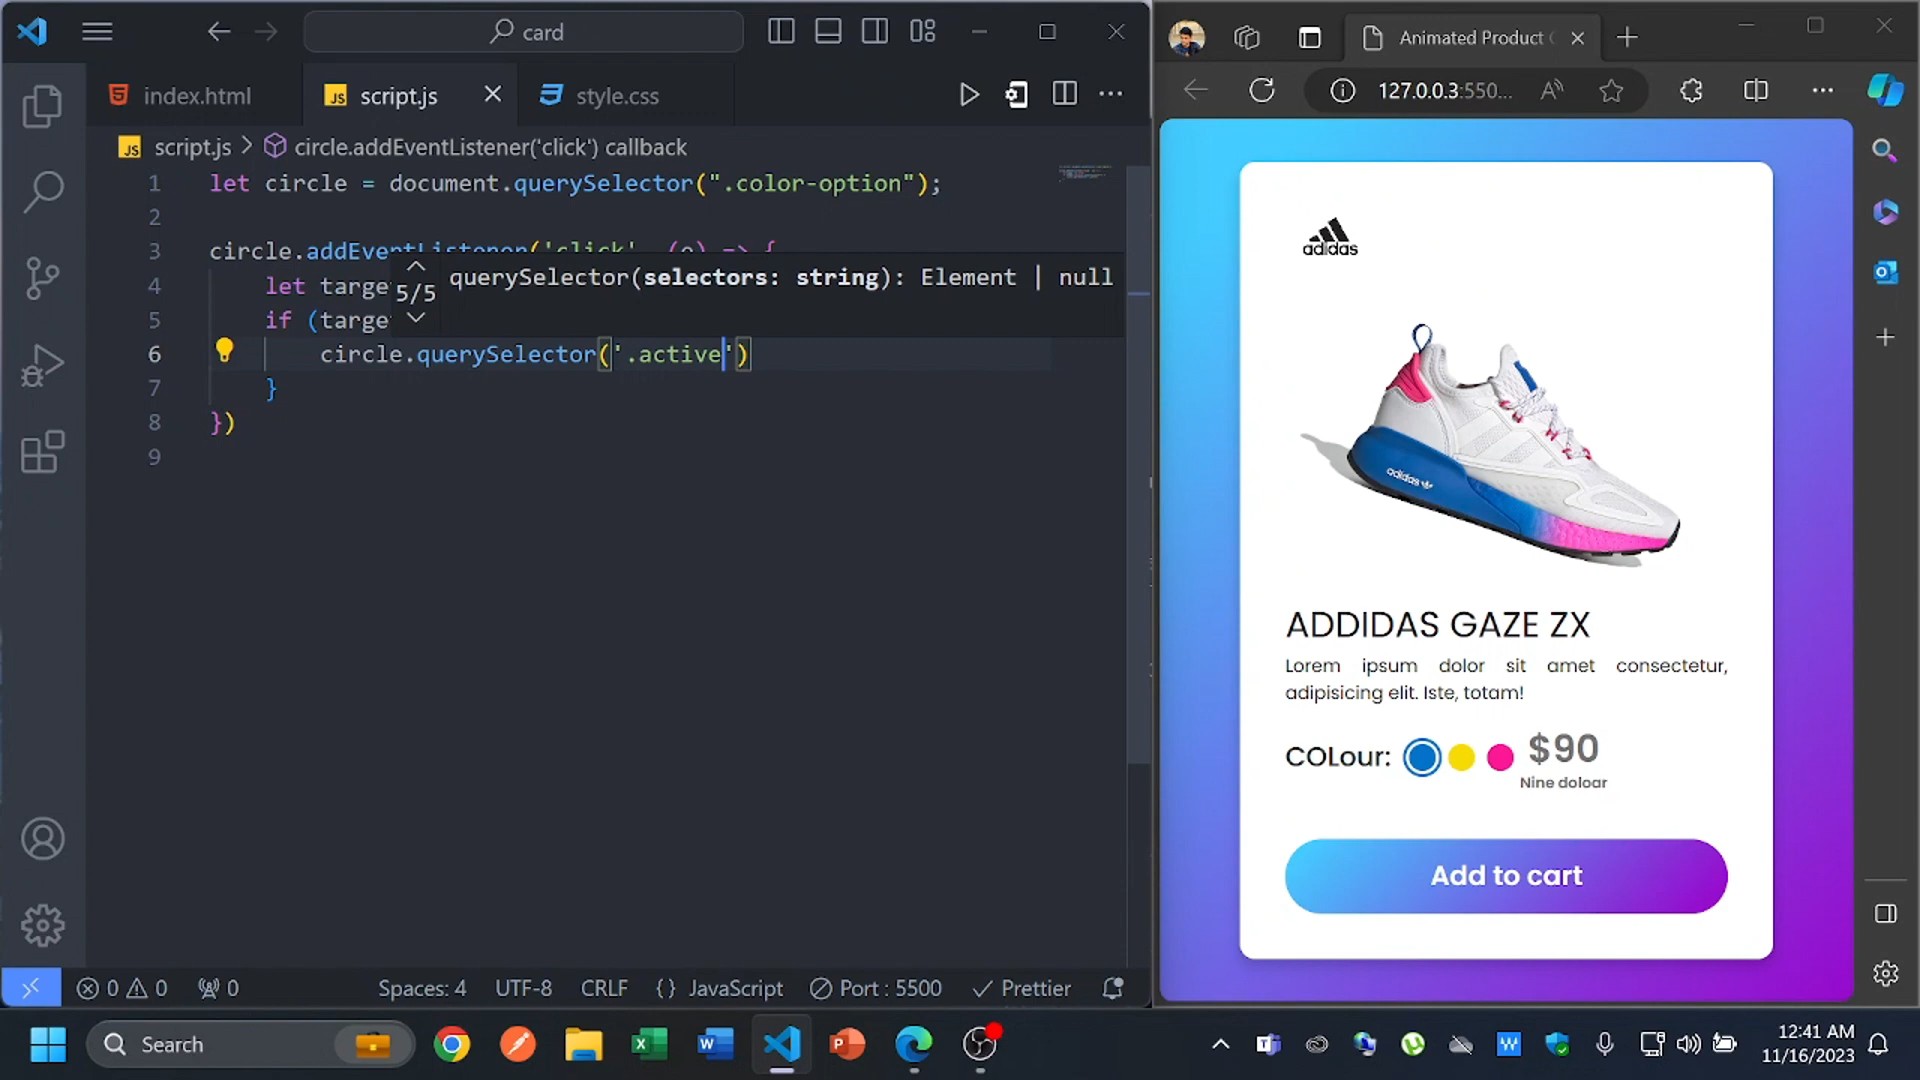 card
index.html
script.js
style.css
script.js > circle.addEventListener('click') callback
1 let circle = document.querySelector(".color-option");
2
3 circle.addEventListener('click', (e) => {
4 let targe
5 if (targe
5/5
querySelector(selectors: string): Element | null
6 circle.querySelector('.active')
7 }
8 })
9
0 0 0
Spaces: 4
UTF-8
CRLF
{ } JavaScript
Port : 5500
Prettier
Animated Product
127.0.0.3:550...
adidas
adidas
ADDIDAS GAZE ZX
Lorem ipsum dolor sit amet consectetur,
adipisicing elit. Iste, totam!
COLour:
$90
Nine doloar
Add to cart
Search
12:41 AM
11/16/2023